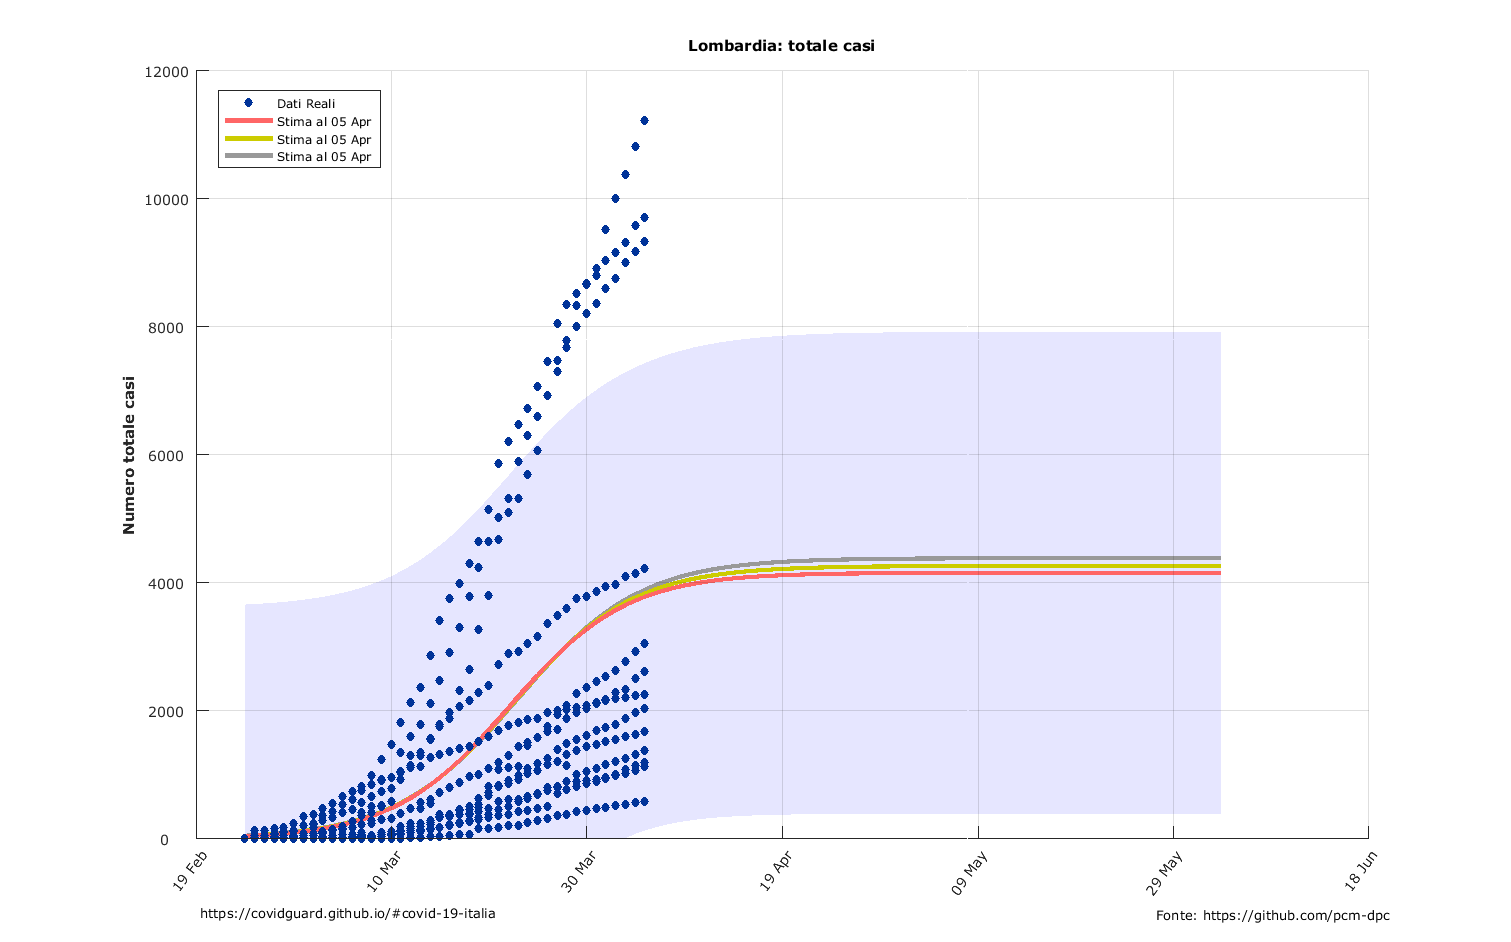 Lombardia: totale casi
12000
10000
8000
6000
4000
2000
0
Numero totale casi
Dati Reali
Stima al 05 Apr
Stima al 05 Apr
Stima al 05 Apr
19 Feb
10 Mar
30 Mar
19 Apr
09 May
29 May
18 Jun
https://covidguard.github.io/#covid-19-italia
Fonte: https://github.com/pcm-dpc